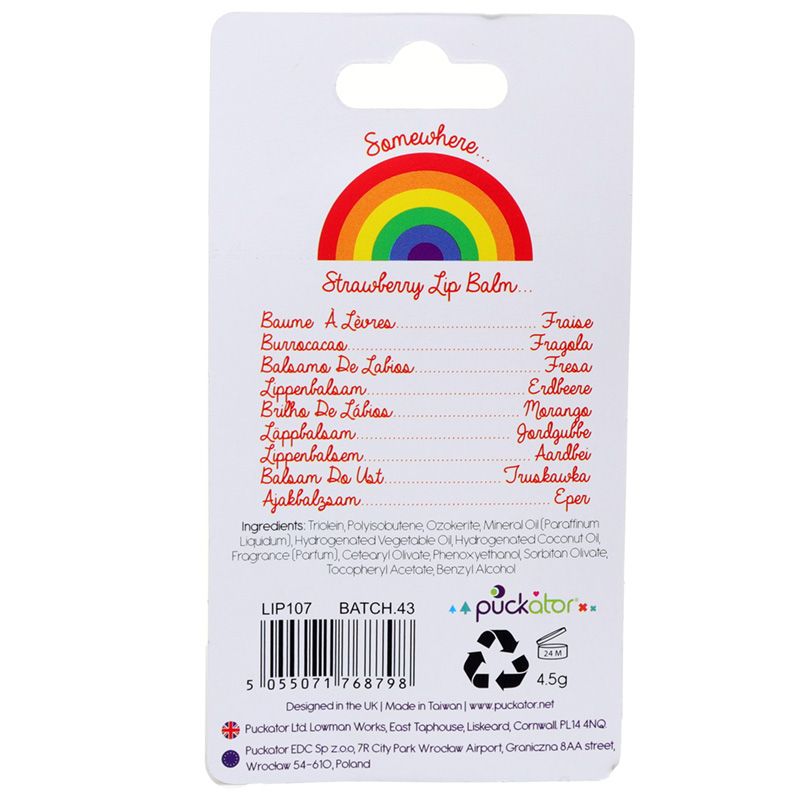 Somewhere...
Strawberry Lip Balm...
Baume À Lèvres.............................Fraise
Burrocacao.....................................Fragola
Balsamo De Labios.........................Fresa
Lippenbalsam.................................Erdbeere
Brilho De Lábios.............................Morango
Läppbalsam...................................Jordgubbe
Lippenbalsem.................................Aardbei
Balsam Do Ust...............................Truskawka
Ajakbalzsam...................................Eper
Ingredients: Triolein, Polyisobutene, Ozokerite, Mineral Oil (Paraffinum
Liquidum), Hydrogenated Vegetable Oil, Hydrogenated Coconut Oil,
Fragrance (Parfum), Cetearyl Olivate, Phenoxyethanol, Sorbitan Olivate,
Tocopheryl Acetate, Benzyl Alcohol
LIP107 BATCH.43
5 055071 768798
puckator®
24 M
4.5g
Designed in the UK | Made in Taiwan | www.puckator.net
Puckator Ltd. Lowman Works, East Taphouse, Liskeard, Cornwall. PL14 4NQ.
Puckator EDC Sp z.o.o, 7R City Park Wrocław Airport, Graniczna 8AA street,
Wrocław 54-610, Poland